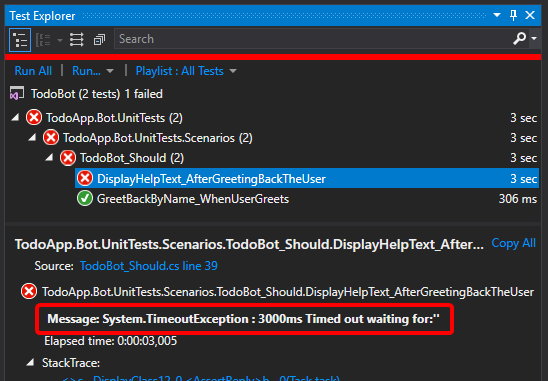 Test Explorer
Search
Run All | Run... | Playlist : All Tests
TodoBot (2 tests) 1 failed
TodoApp.Bot.UnitTests (2) 3 sec
TodoApp.Bot.UnitTests.Scenarios (2) 3 sec
TodoBot_Should (2) 3 sec
DisplayHelpText_AfterGreetingBackTheUser 3 sec
GreetBackByName_WhenUserGreets 306 ms
TodoApp.Bot.UnitTests.Scenarios.TodoBot_Should.DisplayHelpText_After... Copy All
Source: TodoBot_Should.cs line 39
TodoApp.Bot.UnitTests.Scenarios.TodoBot_Should.DisplayHelpText_AfterGreetingBackTheUser
Message: System.TimeoutException : 3000ms Timed out waiting for:''
Elapsed time: 0:00:03,005
StackTrace: